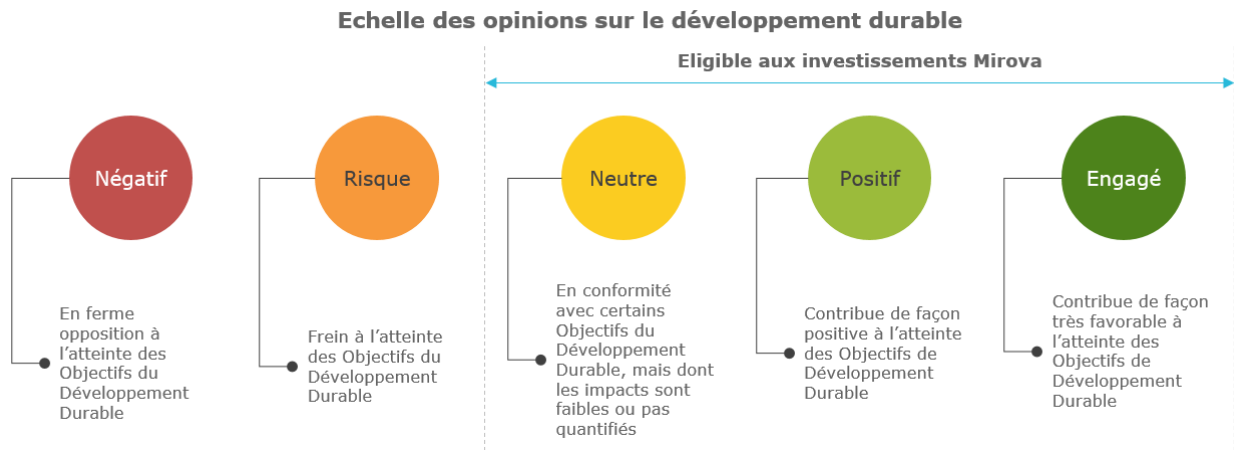 Echelle des opinions sur le développement durable
Eligible aux investissements Mirova
Négatif
Risque
Neutre
Positif
Engagé
En ferme
opposition à
l’atteinte des
Objectifs du
Développement
Durable
Frein à l’atteinte
des Objectifs du
Développement
Durable
En conformité
avec certains
Objectifs du
Développement
Durable, mais dont
les impacts sont
faibles ou pas
quantifiés
Contribue de façon
positive à l’atteinte
des Objectifs de
Développement
Durable
Contribue de façon
très favorable à
l’atteinte des
Objectifs de
Développement
Durable